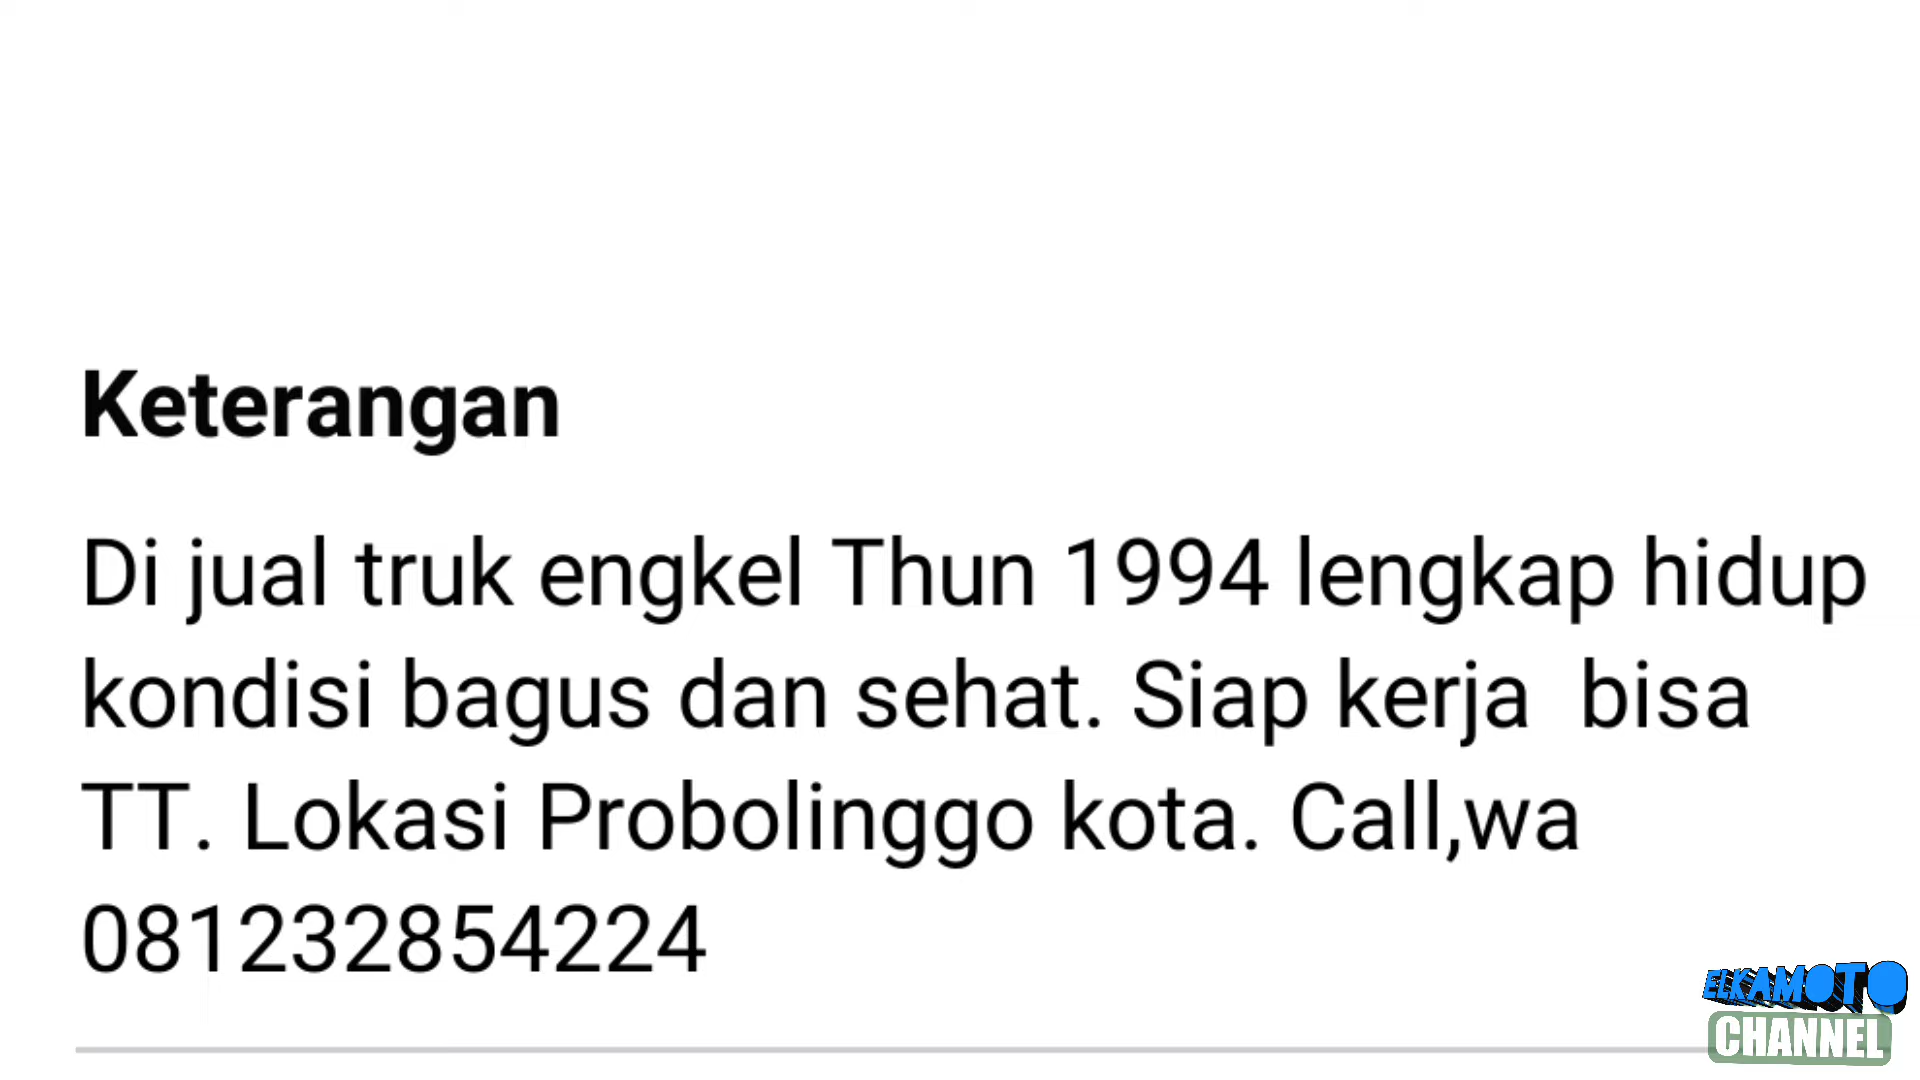 Keterangan
Di jual truk engkel Thun 1994 lengkap hidup
kondisi bagus dan sehat. Siap kerja  bisa
TT. Lokasi Probolinggo kota. Call,wa
081232854224
ELKAMOTO
CHANNEL